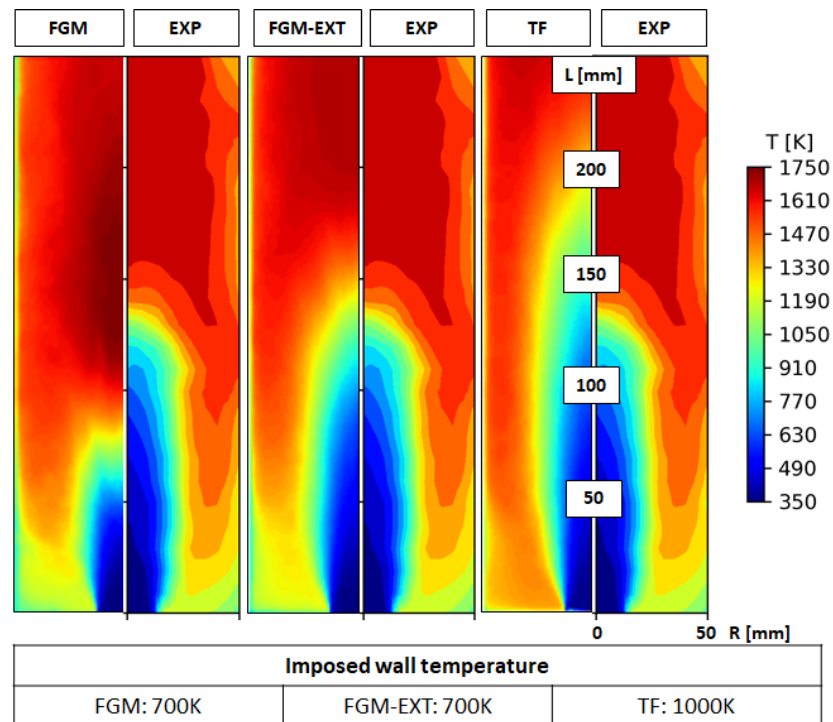 FGM EXP FGM-EXT EXP TF EXP
L [mm]
200
150
100
50
0 50 R [mm]
T [K]
1750
1610
1470
1330
1190
1050
910
770
630
490
350
Imposed wall temperature
FGM: 700K FGM-EXT: 700K TF: 1000K